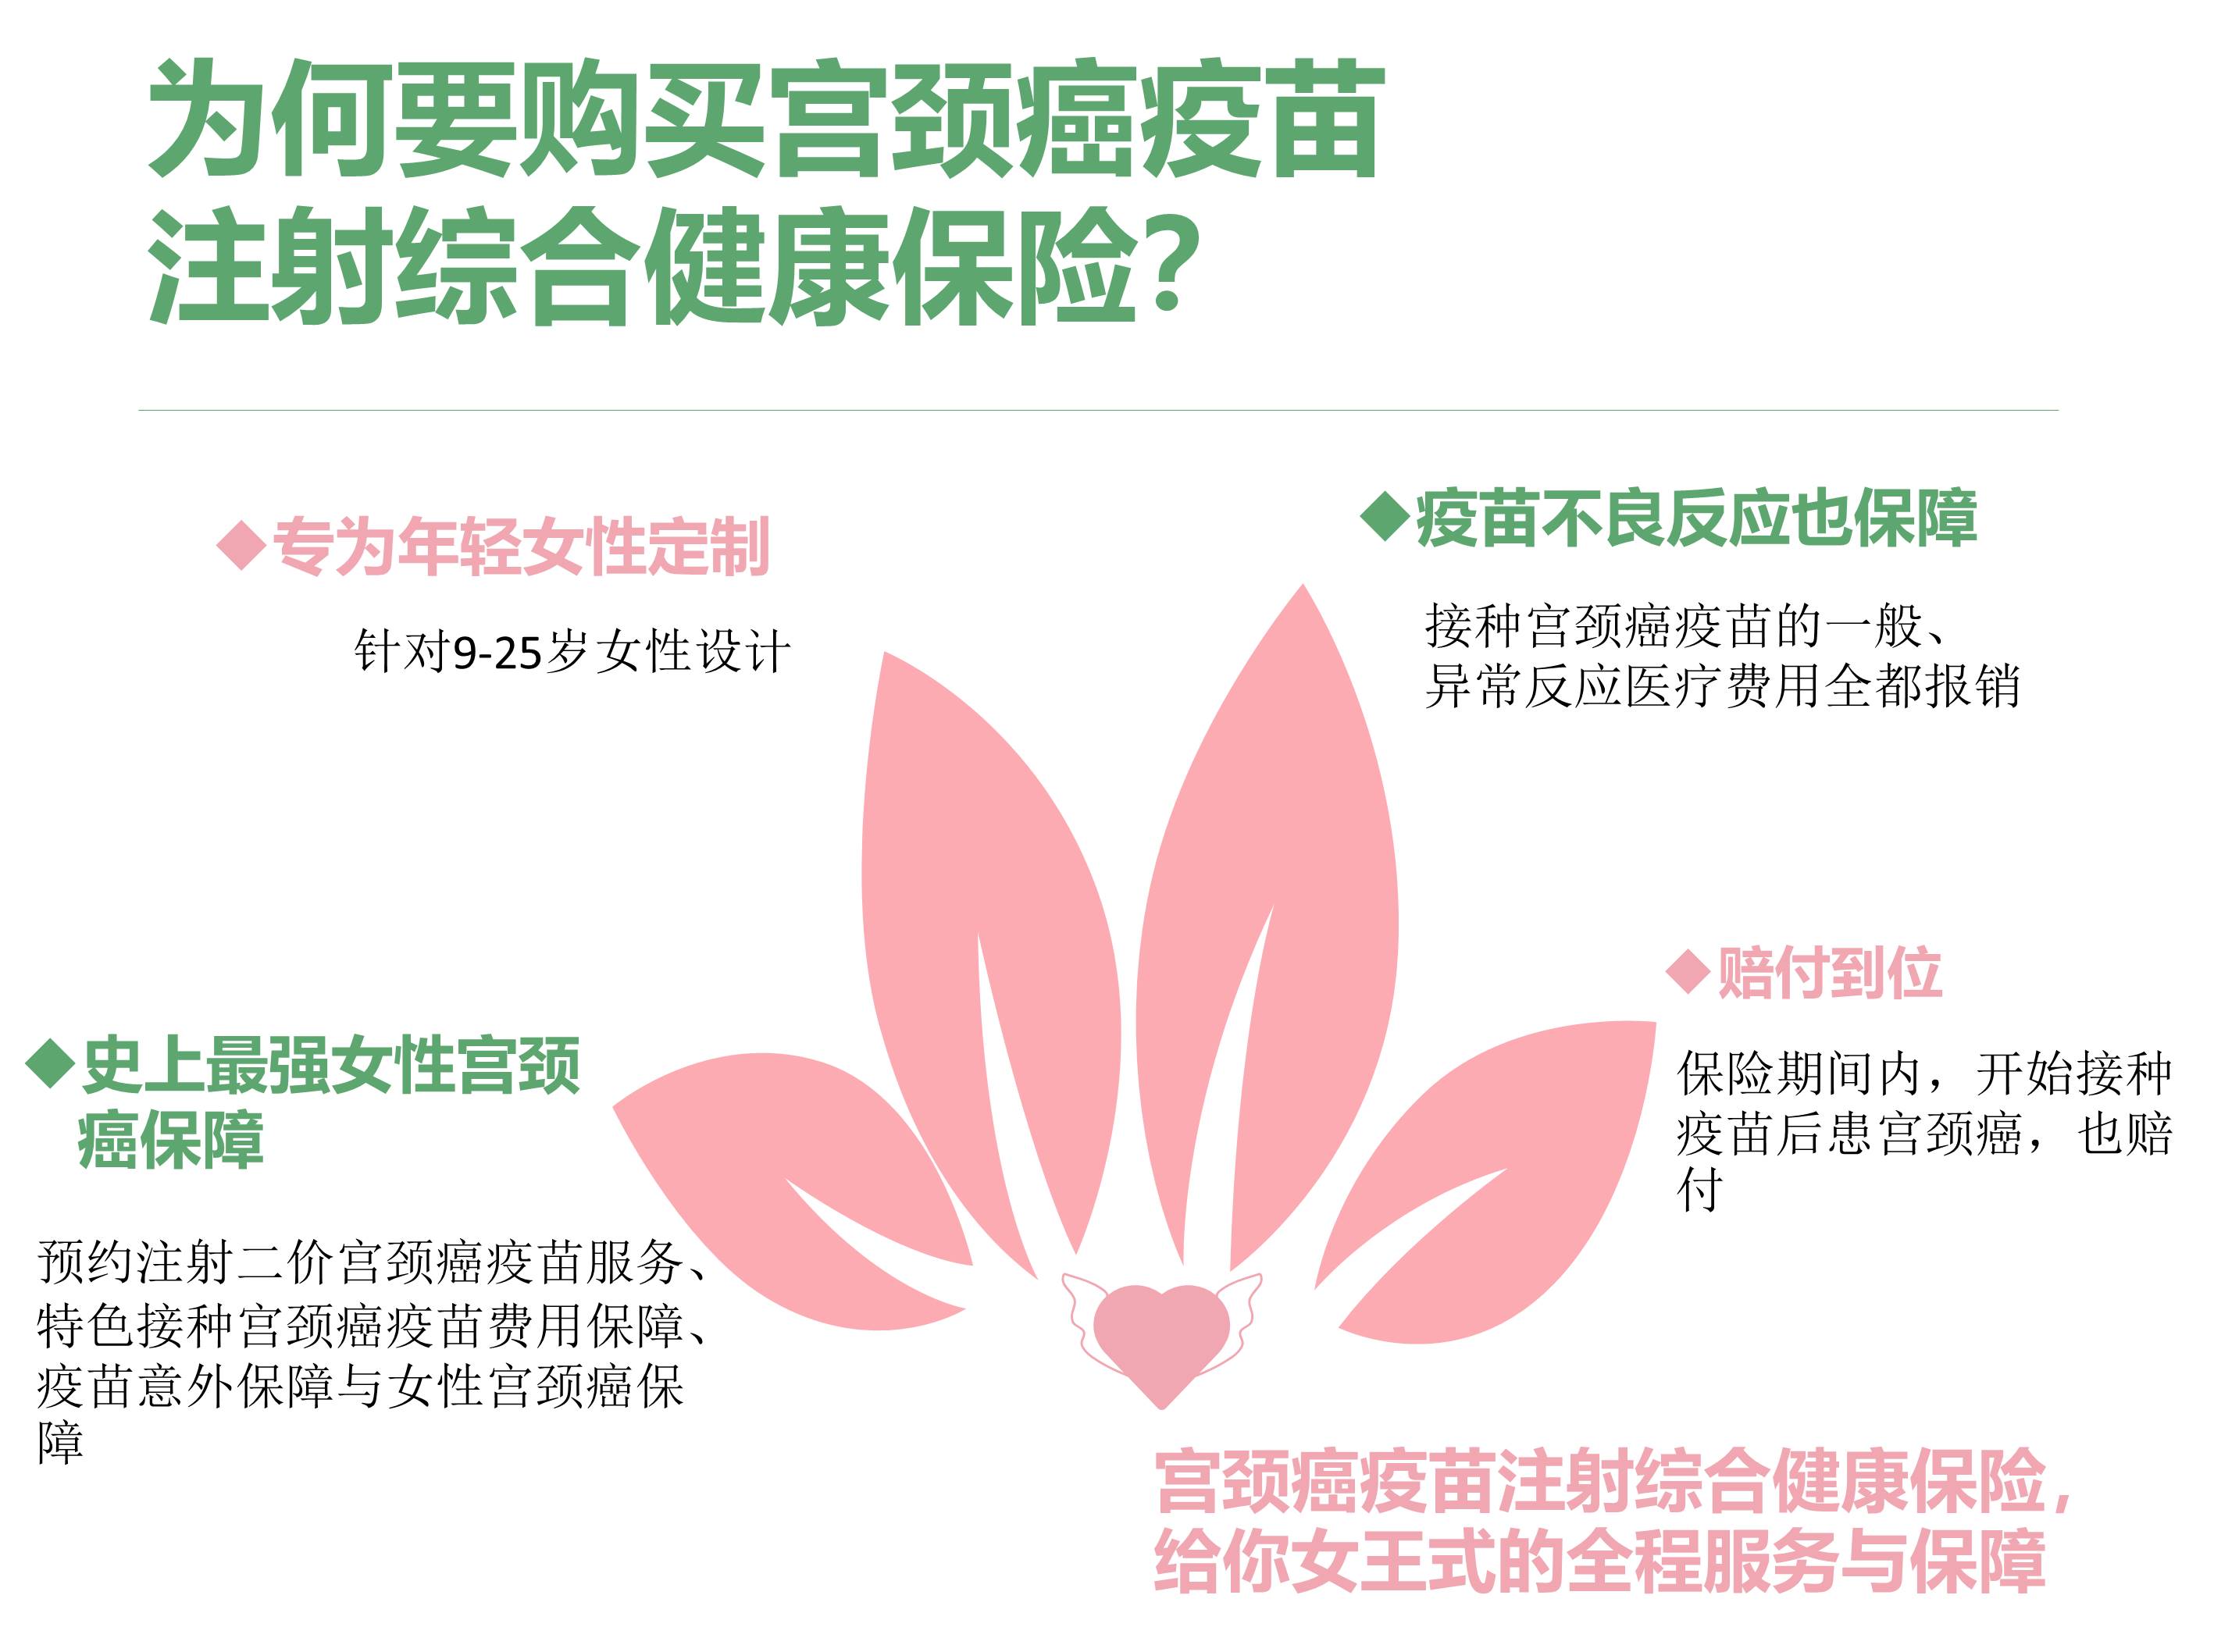 为何要购买宫颈癌疫苗
注射综合健康保险？
◆专为年轻女性定制
针对9-25岁女性设计
◆疫苗不良反应也保障
接种宫颈癌疫苗的一般、
异常反应医疗费用全都报销
◆史上最强女性宫颈
癌保障
预约注射二价宫颈癌疫苗服务、
特色接种宫颈癌疫苗费用保障、
疫苗意外保障与女性宫颈癌保
障
◆赔付到位
保险期间内，开始接种
疫苗后患宫颈癌，也赔
付
宫颈癌疫苗注射综合健康保险,
给你女王式的全程服务与保障